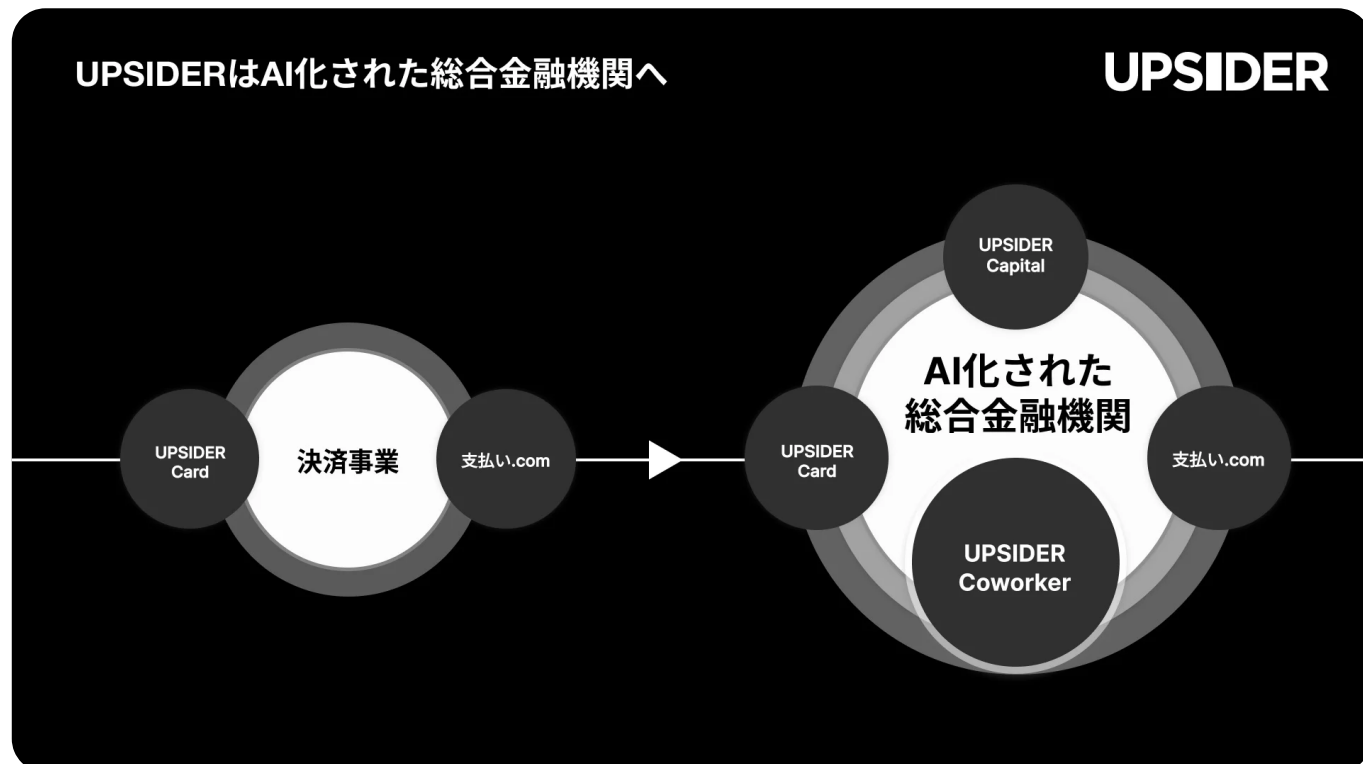 UPSIDERはAI化された総合金融機関へ
UPSIDER
UPSIDER
Card
決済事業
支払い.com
UPSIDER
Capital
AI化された
総合金融機関
UPSIDER
Card
支払い.com
UPSIDER
Coworker